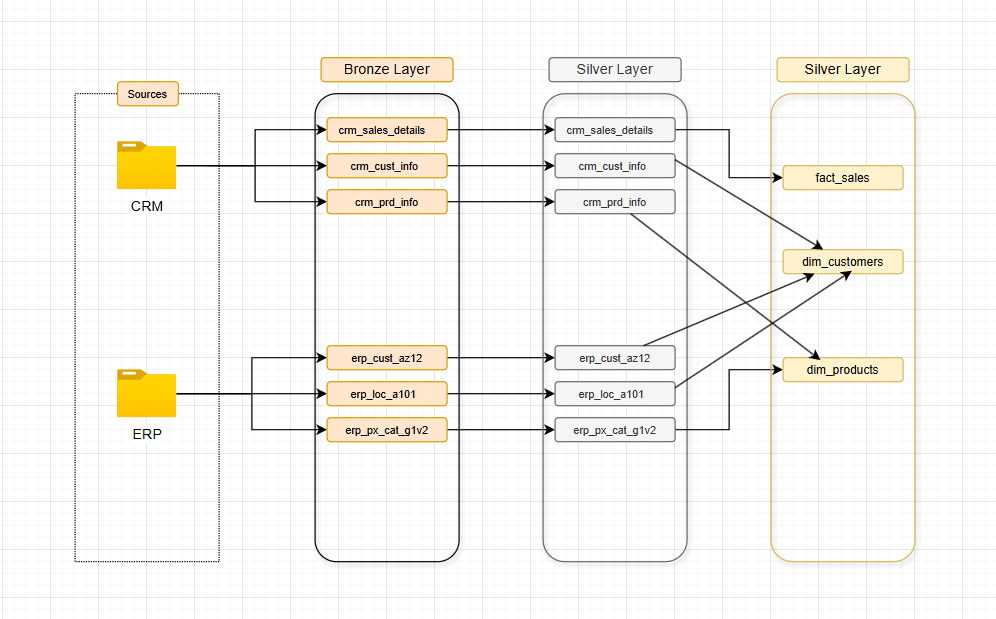 Bronze Layer
Silver Layer
Silver Layer
Sources
CRM
ERP
crm_sales_details
crm_cust_info
crm_prd_info
erp_cust_az12
erp_loc_a101
erp_px_cat_g1v2
crm_sales_details
crm_cust_info
crm_prd_info
erp_cust_az12
erp_loc_a101
erp_px_cat_g1v2
fact_sales
dim_customers
dim_products